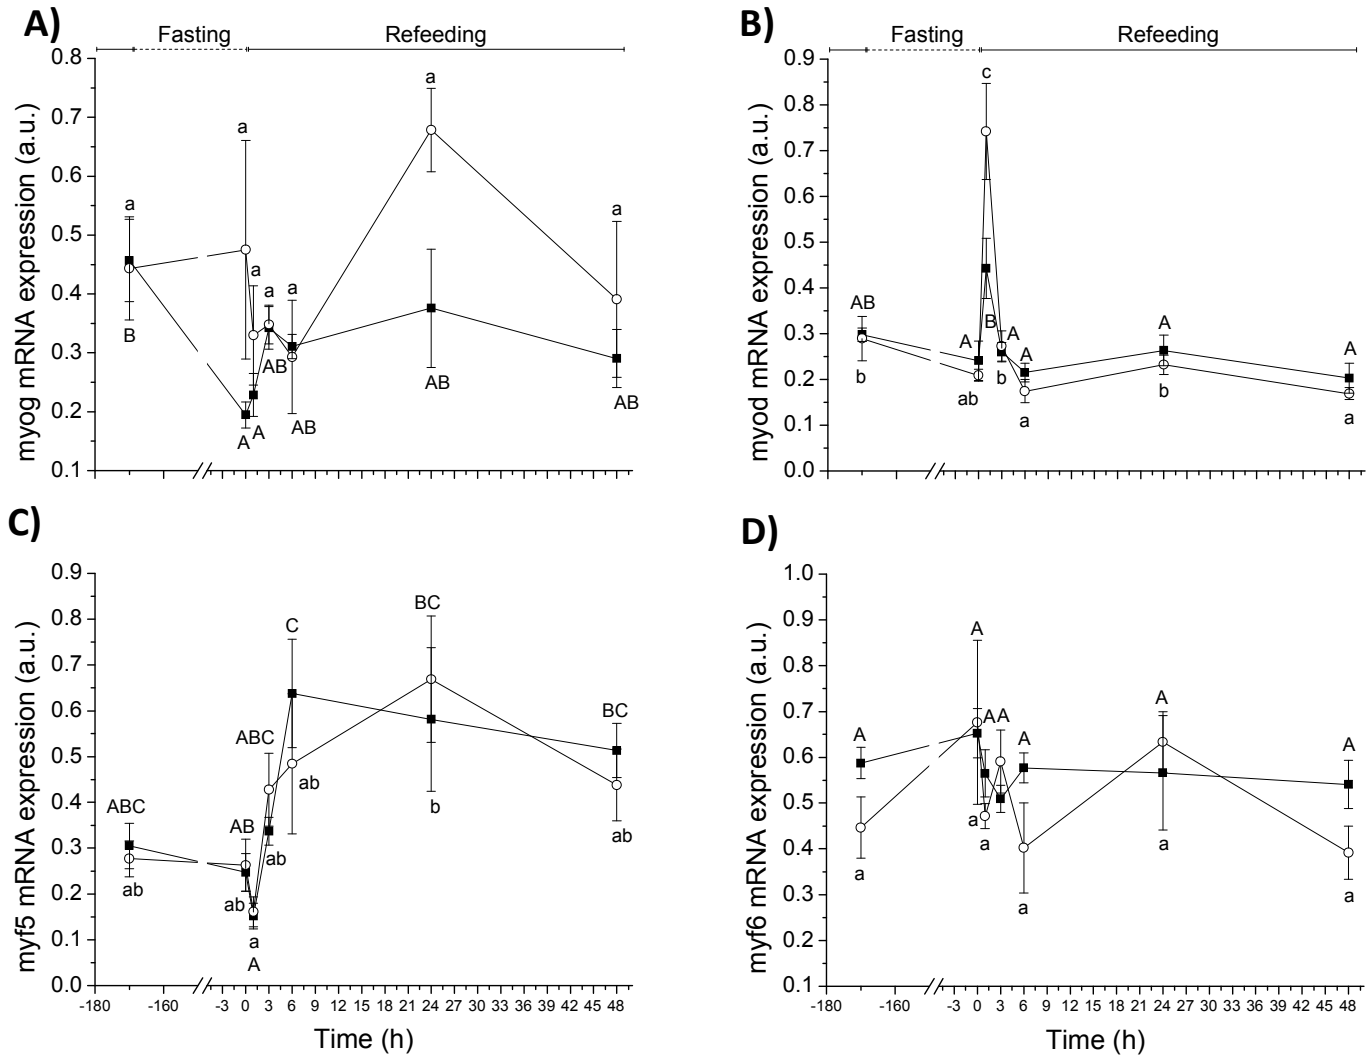 A)
Fasting Refeeding
0.8
0.7
0.6
0.5
0.4
0.3
0.2
0.1
myog mRNA expression (a.u.)
a a a a a a a
B A A AB AB AB AB
B)
Fasting Refeeding
0.9
0.8
0.7
0.6
0.5
0.4
0.3
0.2
0.1
0.0
myod mRNA expression (a.u.)
c
AB A B A A A A
b ab b a b a
C)
0.9
0.8
0.7
0.6
0.5
0.4
0.3
0.2
0.1
0.0
myf5 mRNA expression (a.u.)
ABC AB ABC C BC BC
ab ab a ab ab b ab
A
-180 -160 -3 0 3 6 9 12 15 18 21 24 27 30 33 36 39 42 45 48
Time (h)
D)
1.0
0.9
0.8
0.7
0.6
0.5
0.4
0.3
0.2
0.1
myf6 mRNA expression (a.u.)
A A A A A A A
a a a a a a
-180 -160 -3 0 3 6 9 12 15 18 21 24 27 30 33 36 39 42 45 48
Time (h)